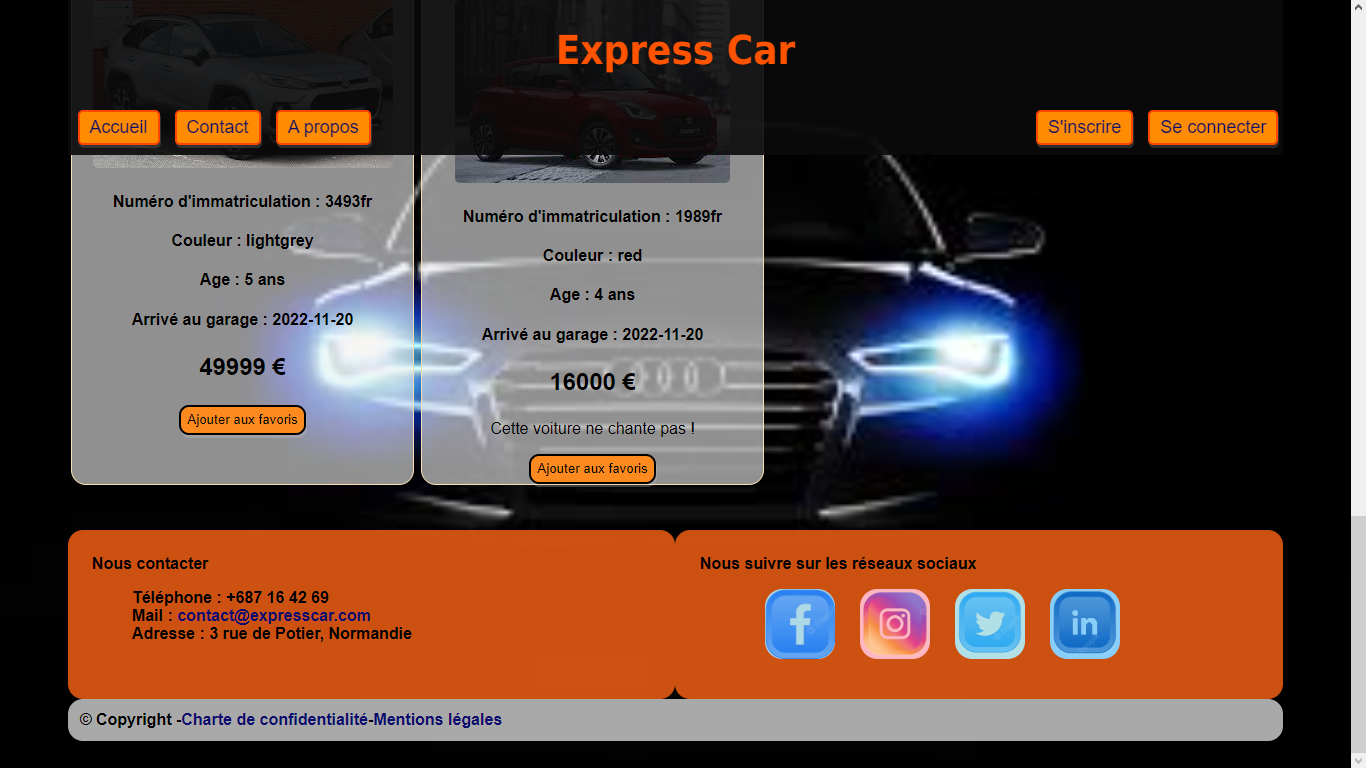 Express Car
Accueil
Contact
A propos
S'inscrire
Se connecter
Numéro d'immatriculation : 3493fr
Couleur : lightgrey
Age : 5 ans
Arrivé au garage : 2022-11-20
49999 €
Ajouter aux favoris
Numéro d'immatriculation : 1989fr
Couleur : red
Age : 4 ans
Arrivé au garage : 2022-11-20
16000 €
Cette voiture ne chante pas !
Ajouter aux favoris
Nous contacter
Téléphone : +687 16 42 69
Mail : contact@expresscar.com
Adresse : 3 rue de Potier, Normandie
Nous suivre sur les réseaux sociaux
f
in
© Copyright -Charte de confidentialité-Mentions légales